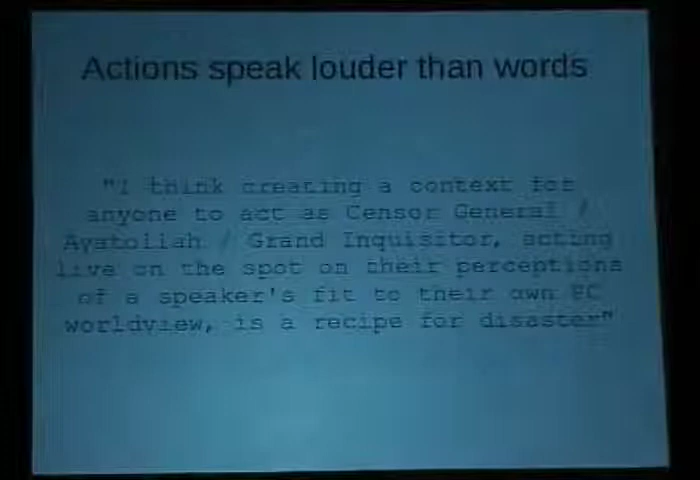 Actions speak louder than words
"I think creating a context for
anyone to act as Censor General /
Ayatollah / Grand Inquisitor, acting
live on the spot on their perceptions
of a speaker's fit to their own PC
worldview, is a recipe for disaster"